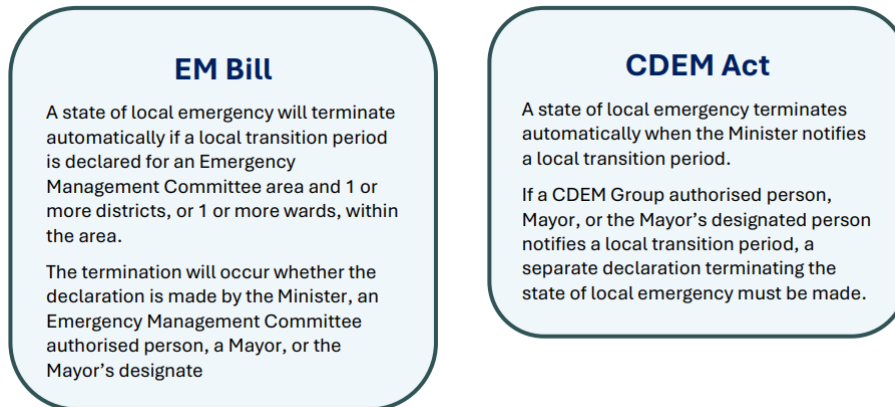 EM Bill
A state of local emergency will terminate
automatically if a local transition period
is declared for an Emergency
Management Committee area and 1 or
more districts, or 1 or more wards, within
the area.
The termination will occur whether the
declaration is made by the Minister, an
Emergency Management Committee
authorised person, a Mayor, or the
Mayor’s designate
CDEM Act
A state of local emergency terminates
automatically when the Minister notifies
a local transition period.
If a CDEM Group authorised person,
Mayor, or the Mayor’s designated person
notifies a local transition period, a
separate declaration terminating the
state of local emergency must be made.